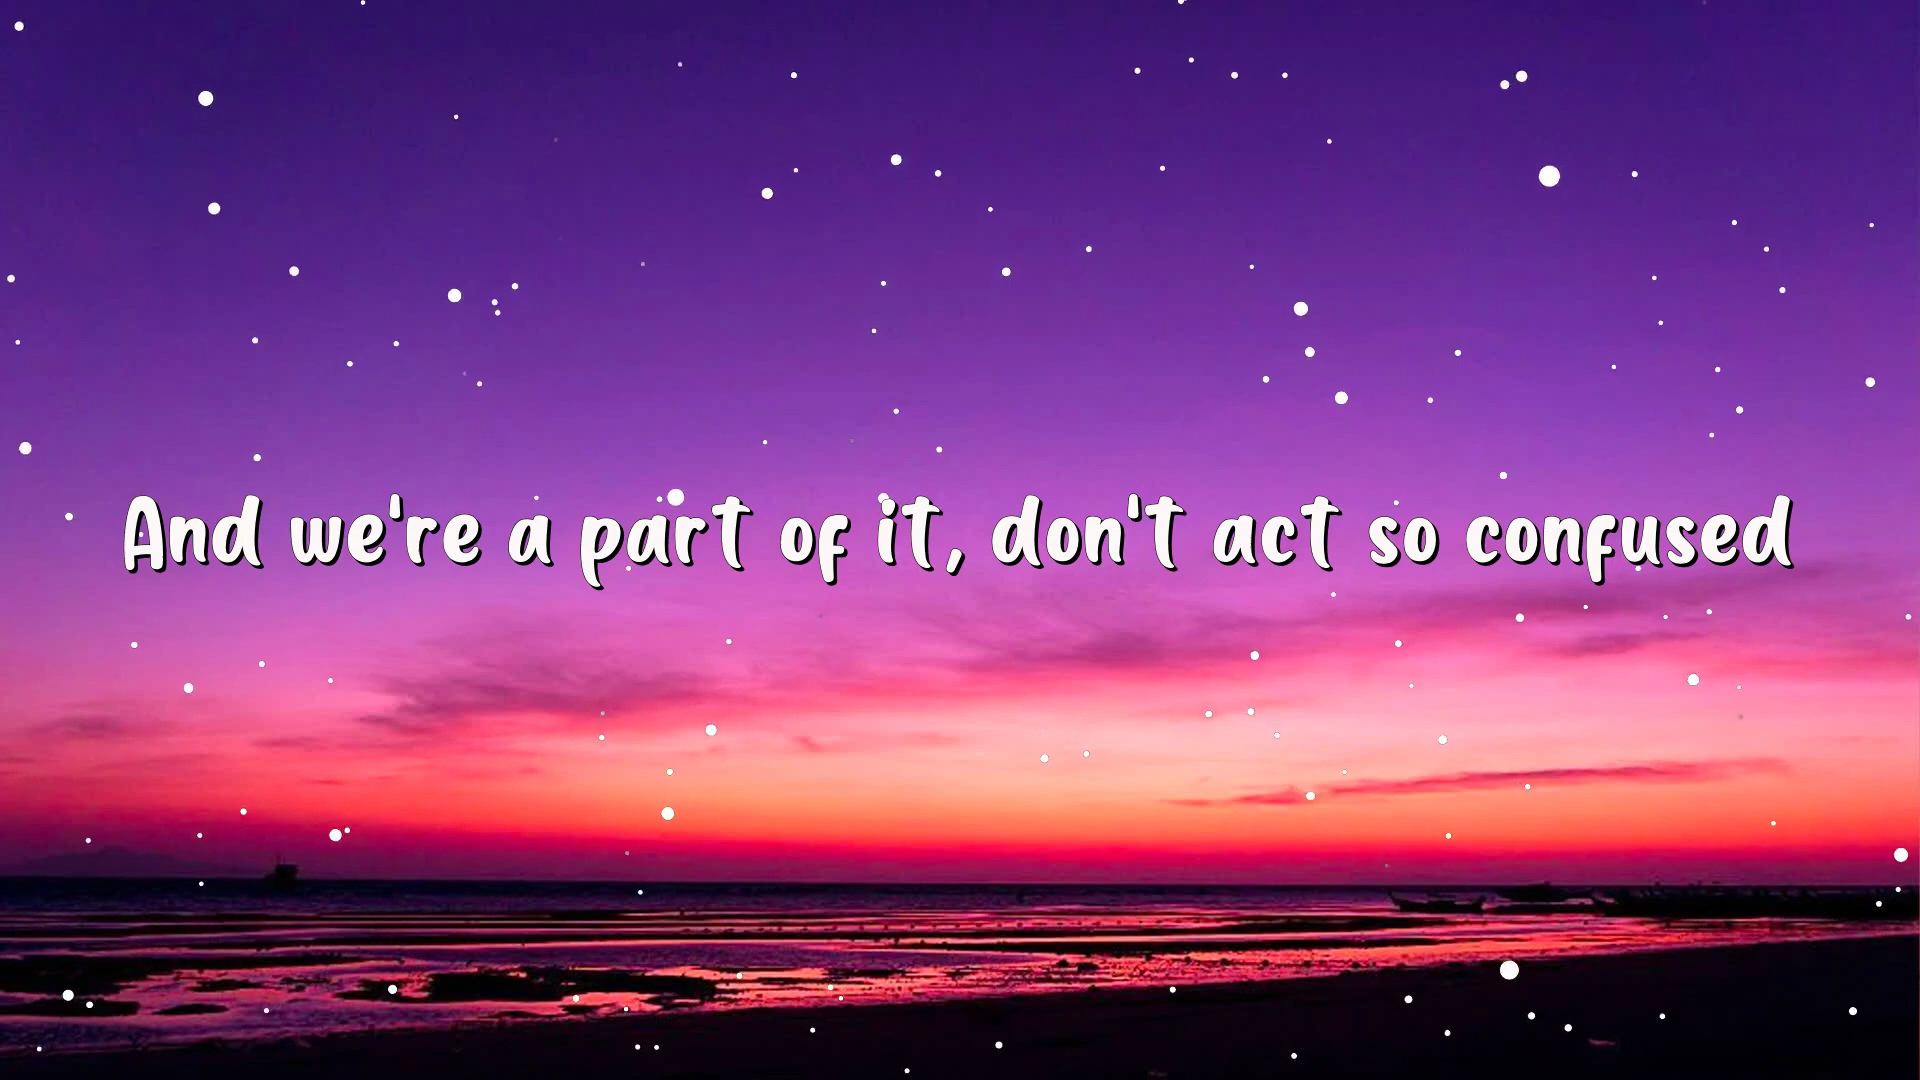 And we're a part of it, don't act so confused